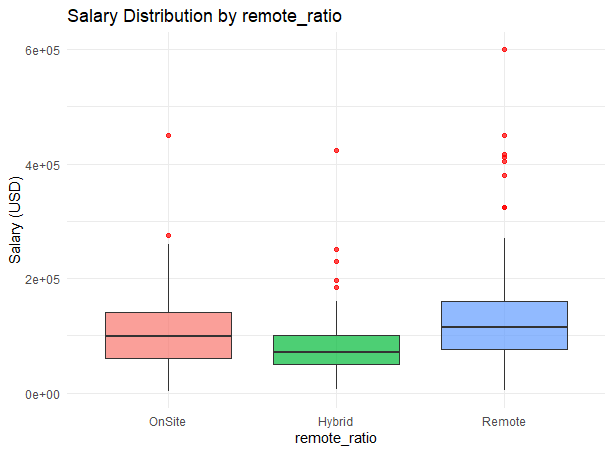 Salary Distribution by remote_ratio
6e+05
4e+05
2e+05
0e+00
Salary (USD)
OnSite Hybrid Remote
remote_ratio